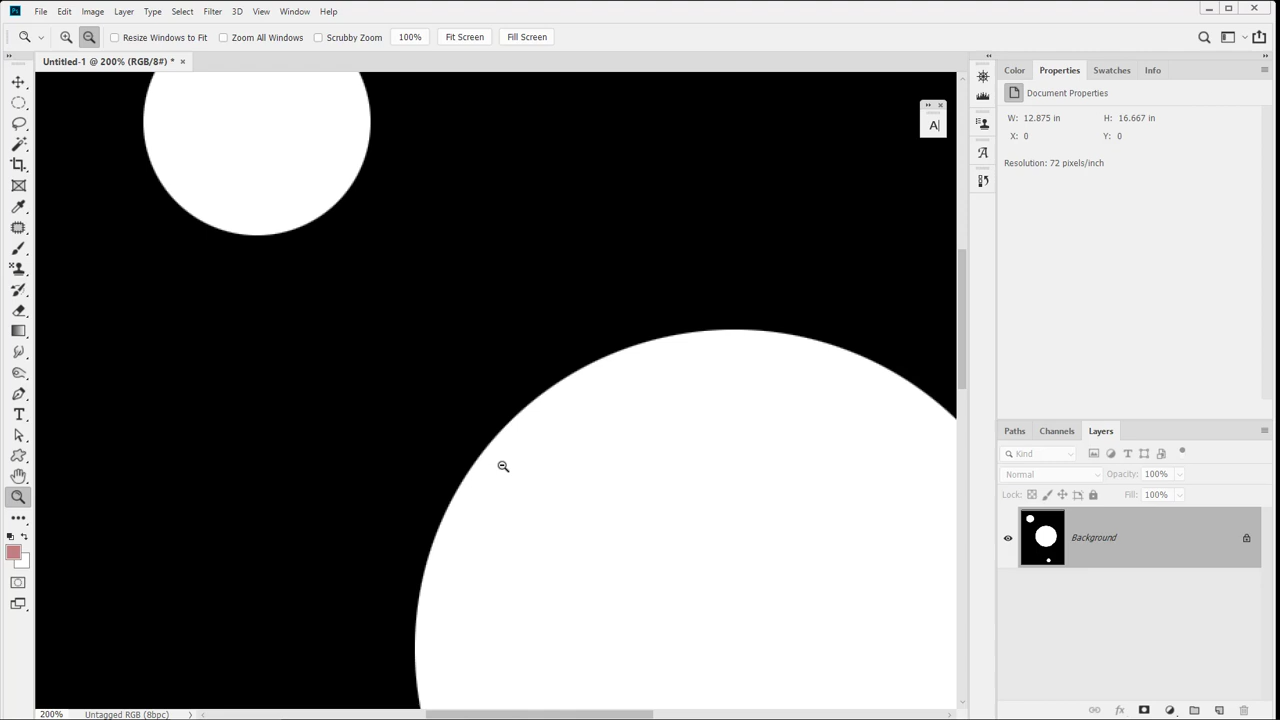 Ps File Edit Image Layer Type Select Filter 3D View Window Help
Resize Windows to Fit Zoom All Windows Scrubby Zoom 100% Fit Screen Fill Screen
Untitled-1 @ 200% (RGB/8#) * ×
Color Properties Swatches Info
Document Properties
W: 12.875 in H: 16.667 in
X: 0 Y: 0
Resolution: 72 pixels/inch
A|
Paths Channels Layers
Kind
Normal Opacity: 100%
Lock: Fill: 100%
Background
200% Untagged RGB (8bpc)